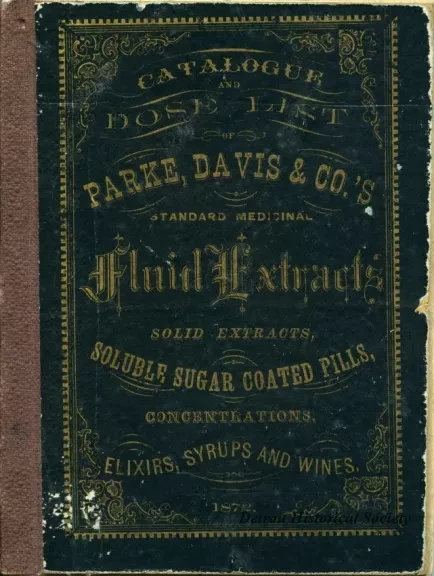 CATALOGUE
AND
DOSE LIST
OF
PARKE, DAVIS & CO.'S
STANDARD MEDICINAL
Fluid Extracts
SOLID EXTRACTS,
SOLUBLE SUGAR COATED PILLS,
CONCENTRATIONS,
ELIXIRS, SYRUPS AND WINES,
Detroit Historical Society